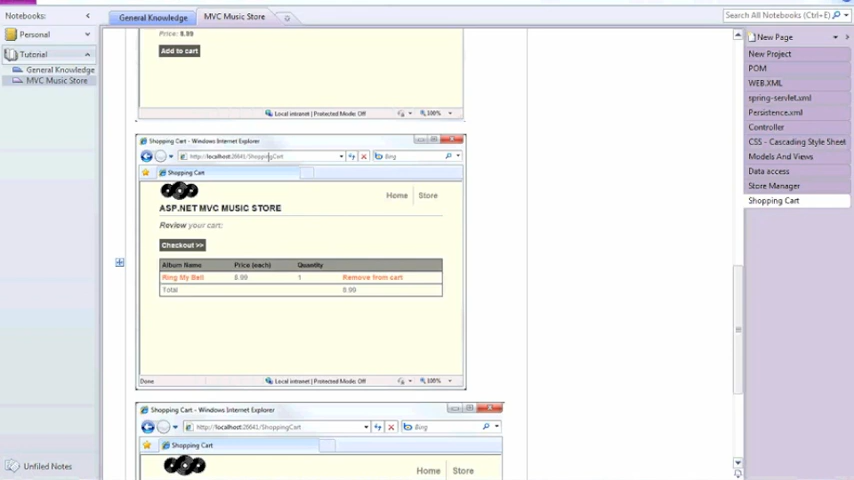 Notebooks:
General Knowledge
MVC Music Store
Search All Notebooks (Ctrl+E)
Personal
Tutorial
General Knowledge
MVC Music Store
Unfiled Notes
Price: 8.99
Add to cart
Local intranet | Protected Mode: Off
100%
Shopping Cart - Windows Internet Explorer
http://localhost:26641/ShoppingCart
Bing
Shopping Cart
Home
Store
ASP.NET MVC MUSIC STORE
Review your cart:
Checkout >>
Album Name Price (each) Quantity
Ring My Bell 8.99 1 Remove from cart
Total 8.99
Done
Local intranet | Protected Mode: Off
100%
Shopping Cart - Windows Internet Explorer
http://localhost:26641/ShoppingCart
Bing
Shopping Cart
Home
Store
New Page
New Project
POM
WEB.XML
spring-servlet.xml
Persistence.xml
Controller
CSS - Cascading Style Sheet
Models And Views
Data access
Store Manager
Shopping Cart